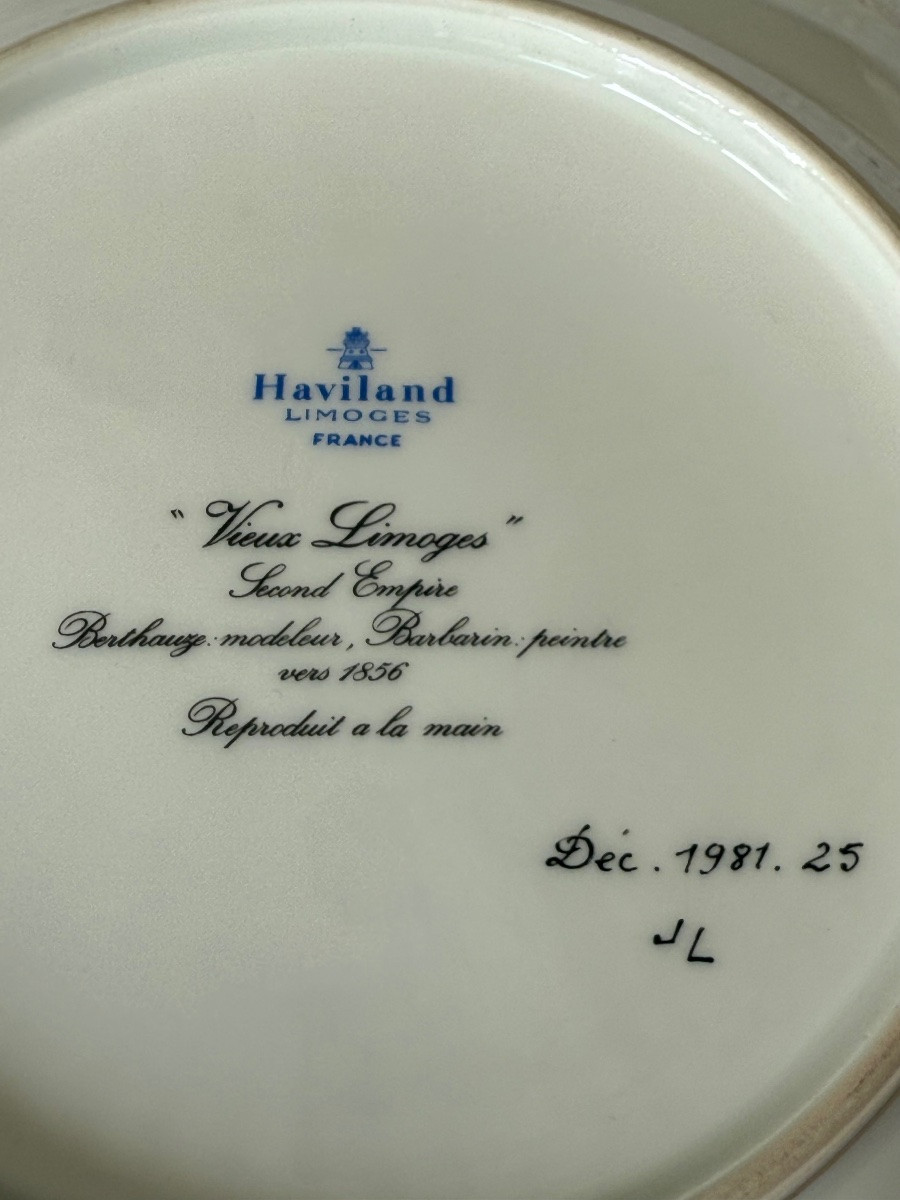 Haviland
LIMOGES
FRANCE
" Vieux Limoges "
Second Empire
Berthauze: modeleur, Barbarin: peintre
vers 1856
Reproduit a la main
Déc. 1981. 25
JL